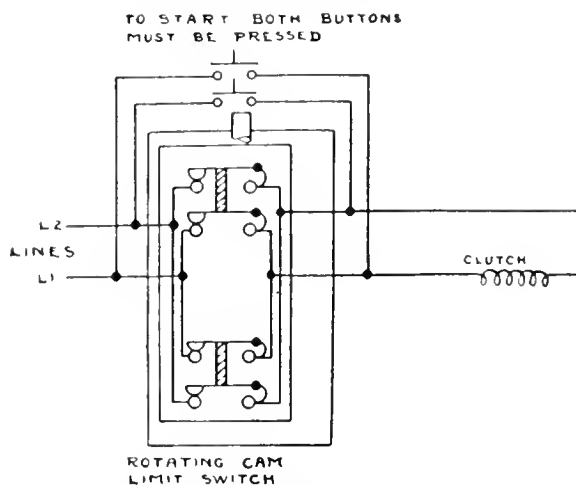 TO START BOTH BUTTONS
MUST BE PRESSED
L2
LINES
L1
CLUTCH
ROTATING CAM
LIMIT SWITCH